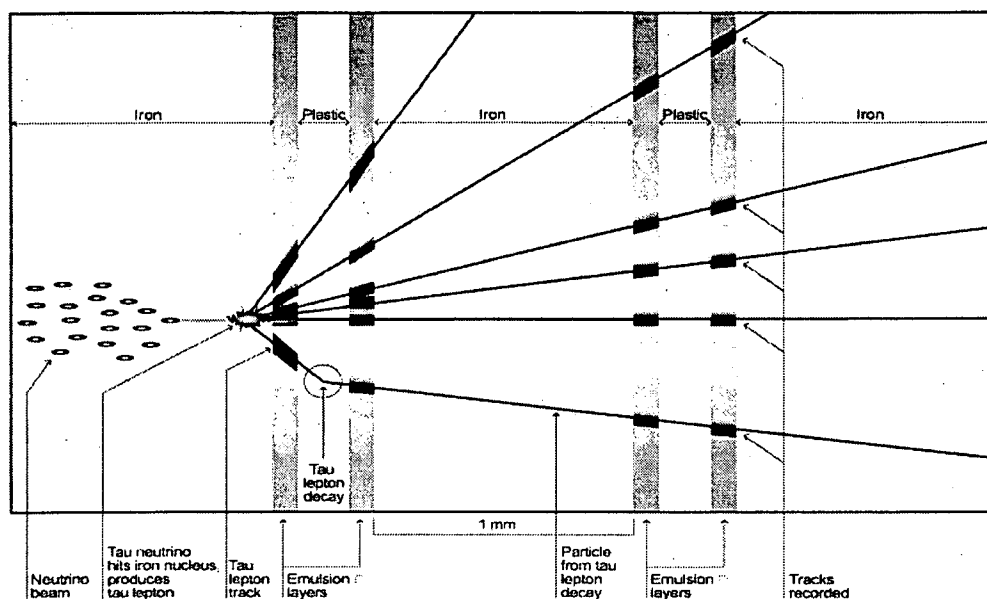 Iron
Plastic
Iron
Plastic
Iron
Tau
lepton
decay
1 mm
Neutrino
beam
Tau neutrino
hits iron nucleus,
produces
tau lepton
Tau
lepton
track
Emulsion
layers
Particle
from tau
lepton
decay
Emulsion
layers
Tracks
recorded